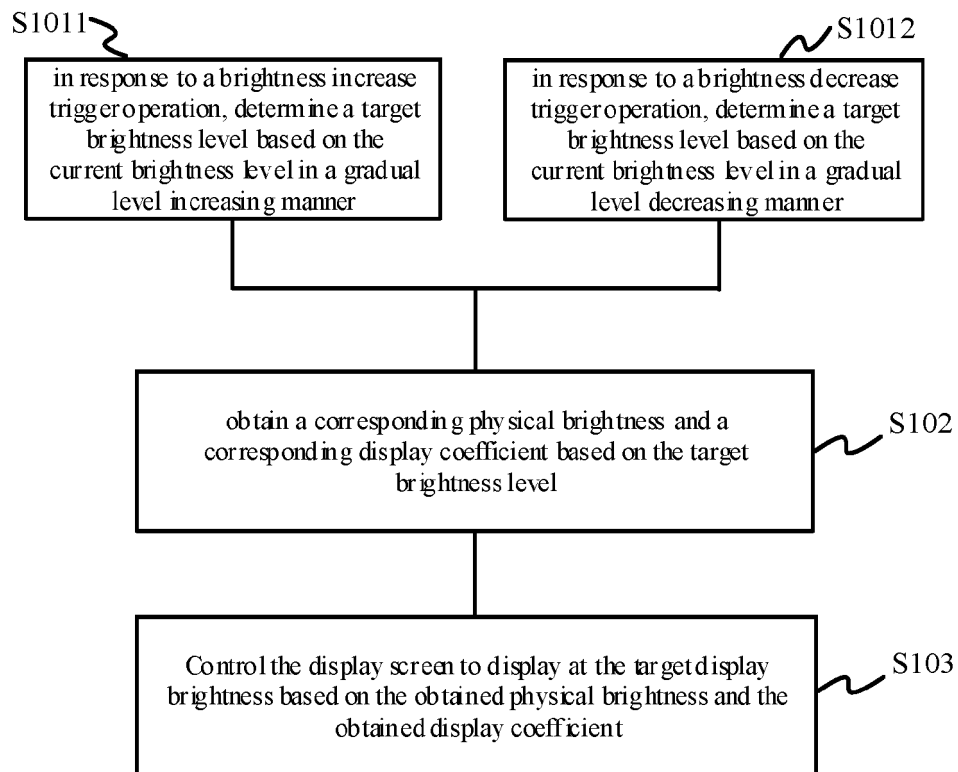 S1011
in response to a brightness increase
trigger operation, determine a target
brightness level based on the
current brightness level in a gradual
level increasing manner
S1012
in response to a brightness decrease
trigger operation, determine a target
brightness level based on the
current brightness level in a gradual
level decreasing manner
obtain a corresponding physical brightness and a
corresponding display coefficient based on the target
brightness level
S102
Control the display screen to display at the target display
brightness based on the obtained physical brightness and the
obtained display coefficient
S103